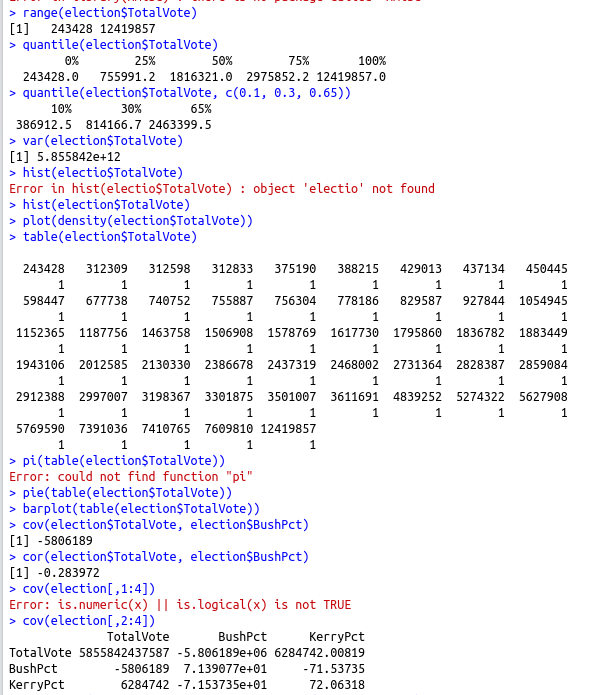 > range(election$TotalVote)
[1]   243428 12419857
> quantile(election$TotalVote)
        0%        25%        50%        75%       100%
  243428.0   755991.2  1816321.0  2975852.2 12419857.0
> quantile(election$TotalVote, c(0.1, 0.3, 0.65))
      10%       30%       65%
 386912.5  814166.7 2463399.5
> var(election$TotalVote)
[1] 5.855842e+12
> hist(electio$TotalVote)
Error in hist(electio$TotalVote) : object 'electio' not found
> hist(election$TotalVote)
> plot(density(election$TotalVote))
> table(election$TotalVote)
  243428   312309   312598   312833   375190   388215   429013   437134   450445
       1        1        1        1        1        1        1        1        1
  598447   677738   740752   755887   756304   778186   829587   927844  1054945
       1        1        1        1        1        1        1        1        1
 1152365  1187756  1463758  1506908  1578769  1617730  1795860  1836782  1883449
       1        1        1        1        1        1        1        1        1
 1943106  2012585  2130330  2386678  2437319  2468002  2731364  2828387  2859084
       1        1        1        1        1        1        1        1        1
 2912388  2997007  3198367  3301875  3501007  3611691  4839252  5274322  5627908
       1        1        1        1        1        1        1        1        1
 5769590  7391036  7410765  7609810 12419857
       1        1        1        1        1
> pi(table(election$TotalVote))
Error: could not find function "pi"
> pie(table(election$TotalVote))
> barplot(table(election$TotalVote))
> cov(election$TotalVote, election$BushPct)
[1] -5806189
> cor(election$TotalVote, election$BushPct)
[1] -0.283972
> cov(election[,1:4])
Error: is.numeric(x) || is.logical(x) is not TRUE
> cov(election[,2:4])
              TotalVote       BushPct      KerryPct
TotalVote 5855842437587 -5.806189e+06 6284742.00819
BushPct        -5806189  7.139077e+01     -71.53735
KerryPct        6284742 -7.153735e+01      72.06318